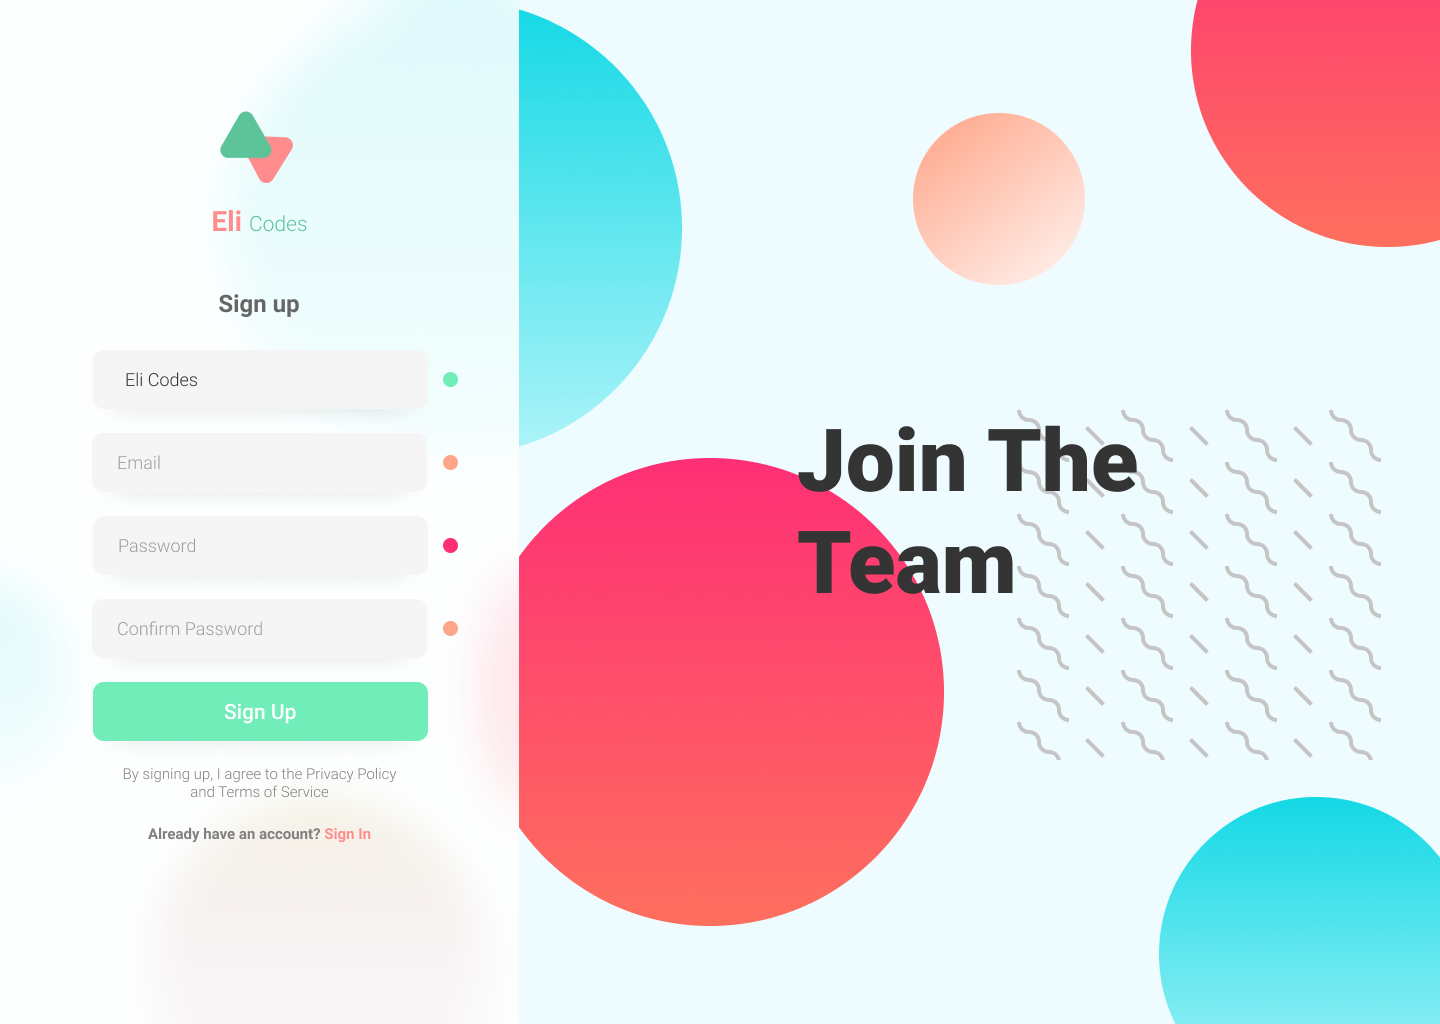 Eli Codes
Sign up
Eli Codes
Email
Password
Confirm Password
Sign Up
By signing up, I agree to the Privacy Policy
and Terms of Service
Already have an account? Sign In
Join The
Team